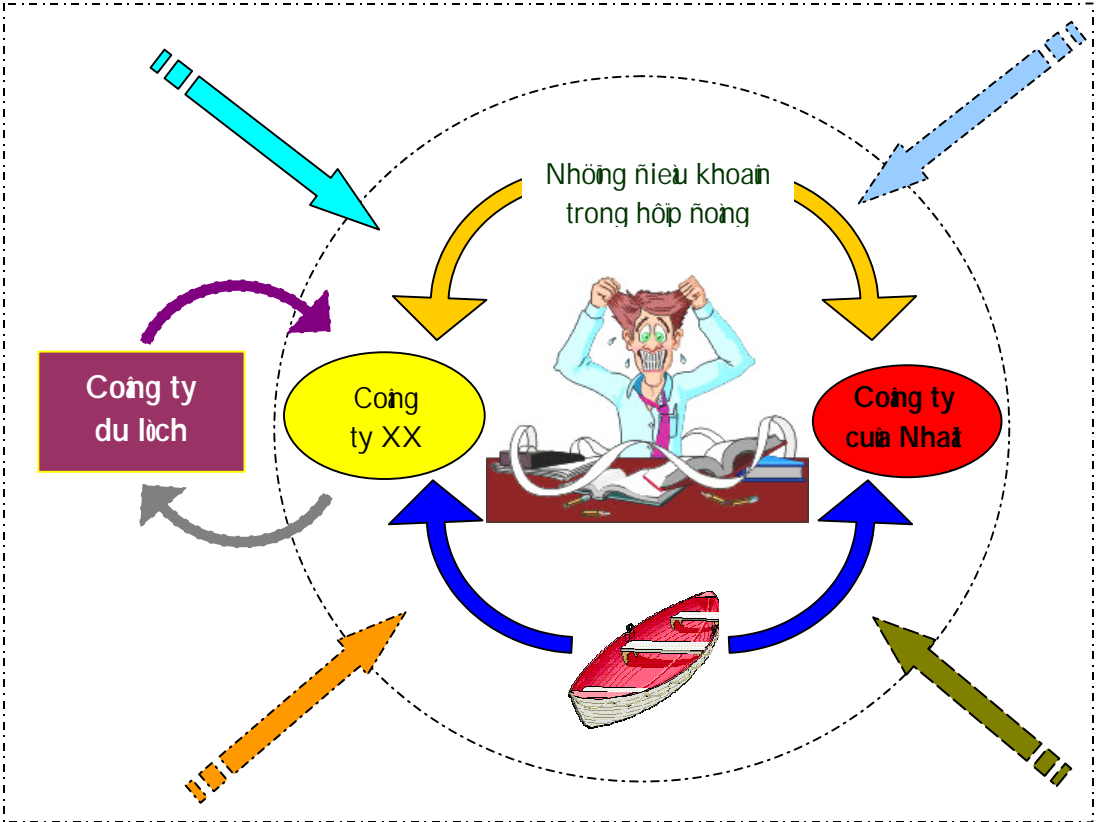 Nhöõng ñieàu khoaûn
trong hôïp ñoàng
Coâng ty
du lòch
Coâng
ty XX
Coâng ty
cuûa Nhaät